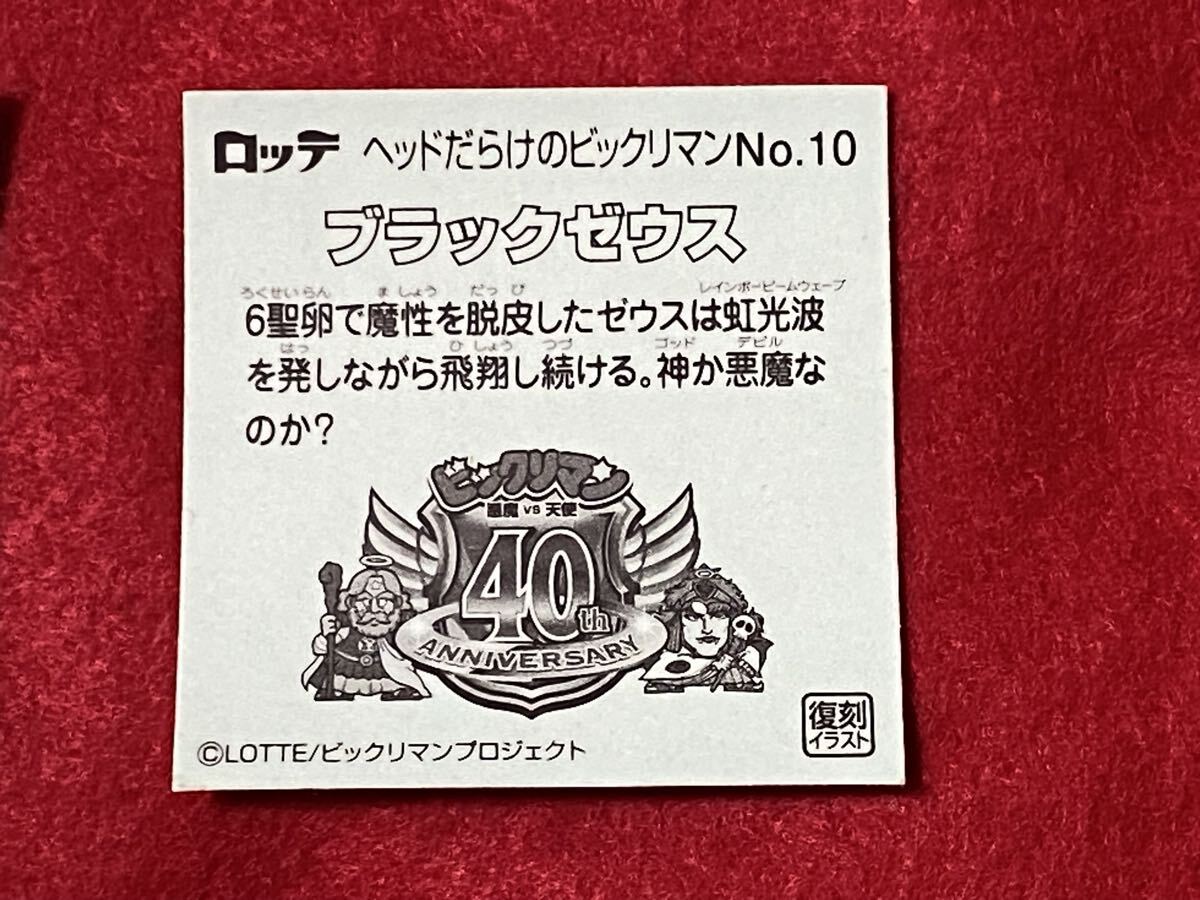 ロッテ ヘッドだらけのビックリマンNo.10
ブラックゼウス
ろくせいらん ましょう だっぴ レインボービームウェーブ
6聖卵で魔性を脱皮したゼウスは虹光波
はっ ひしょう つづ ゴッド デビル
を発しながら飛翔し続ける。神か悪魔な
のか?
ビックリマン
悪魔 VS 天使
40th
ANNIVERSARY
復刻
イラスト
©LOTTE/ビックリマンプロジェクト